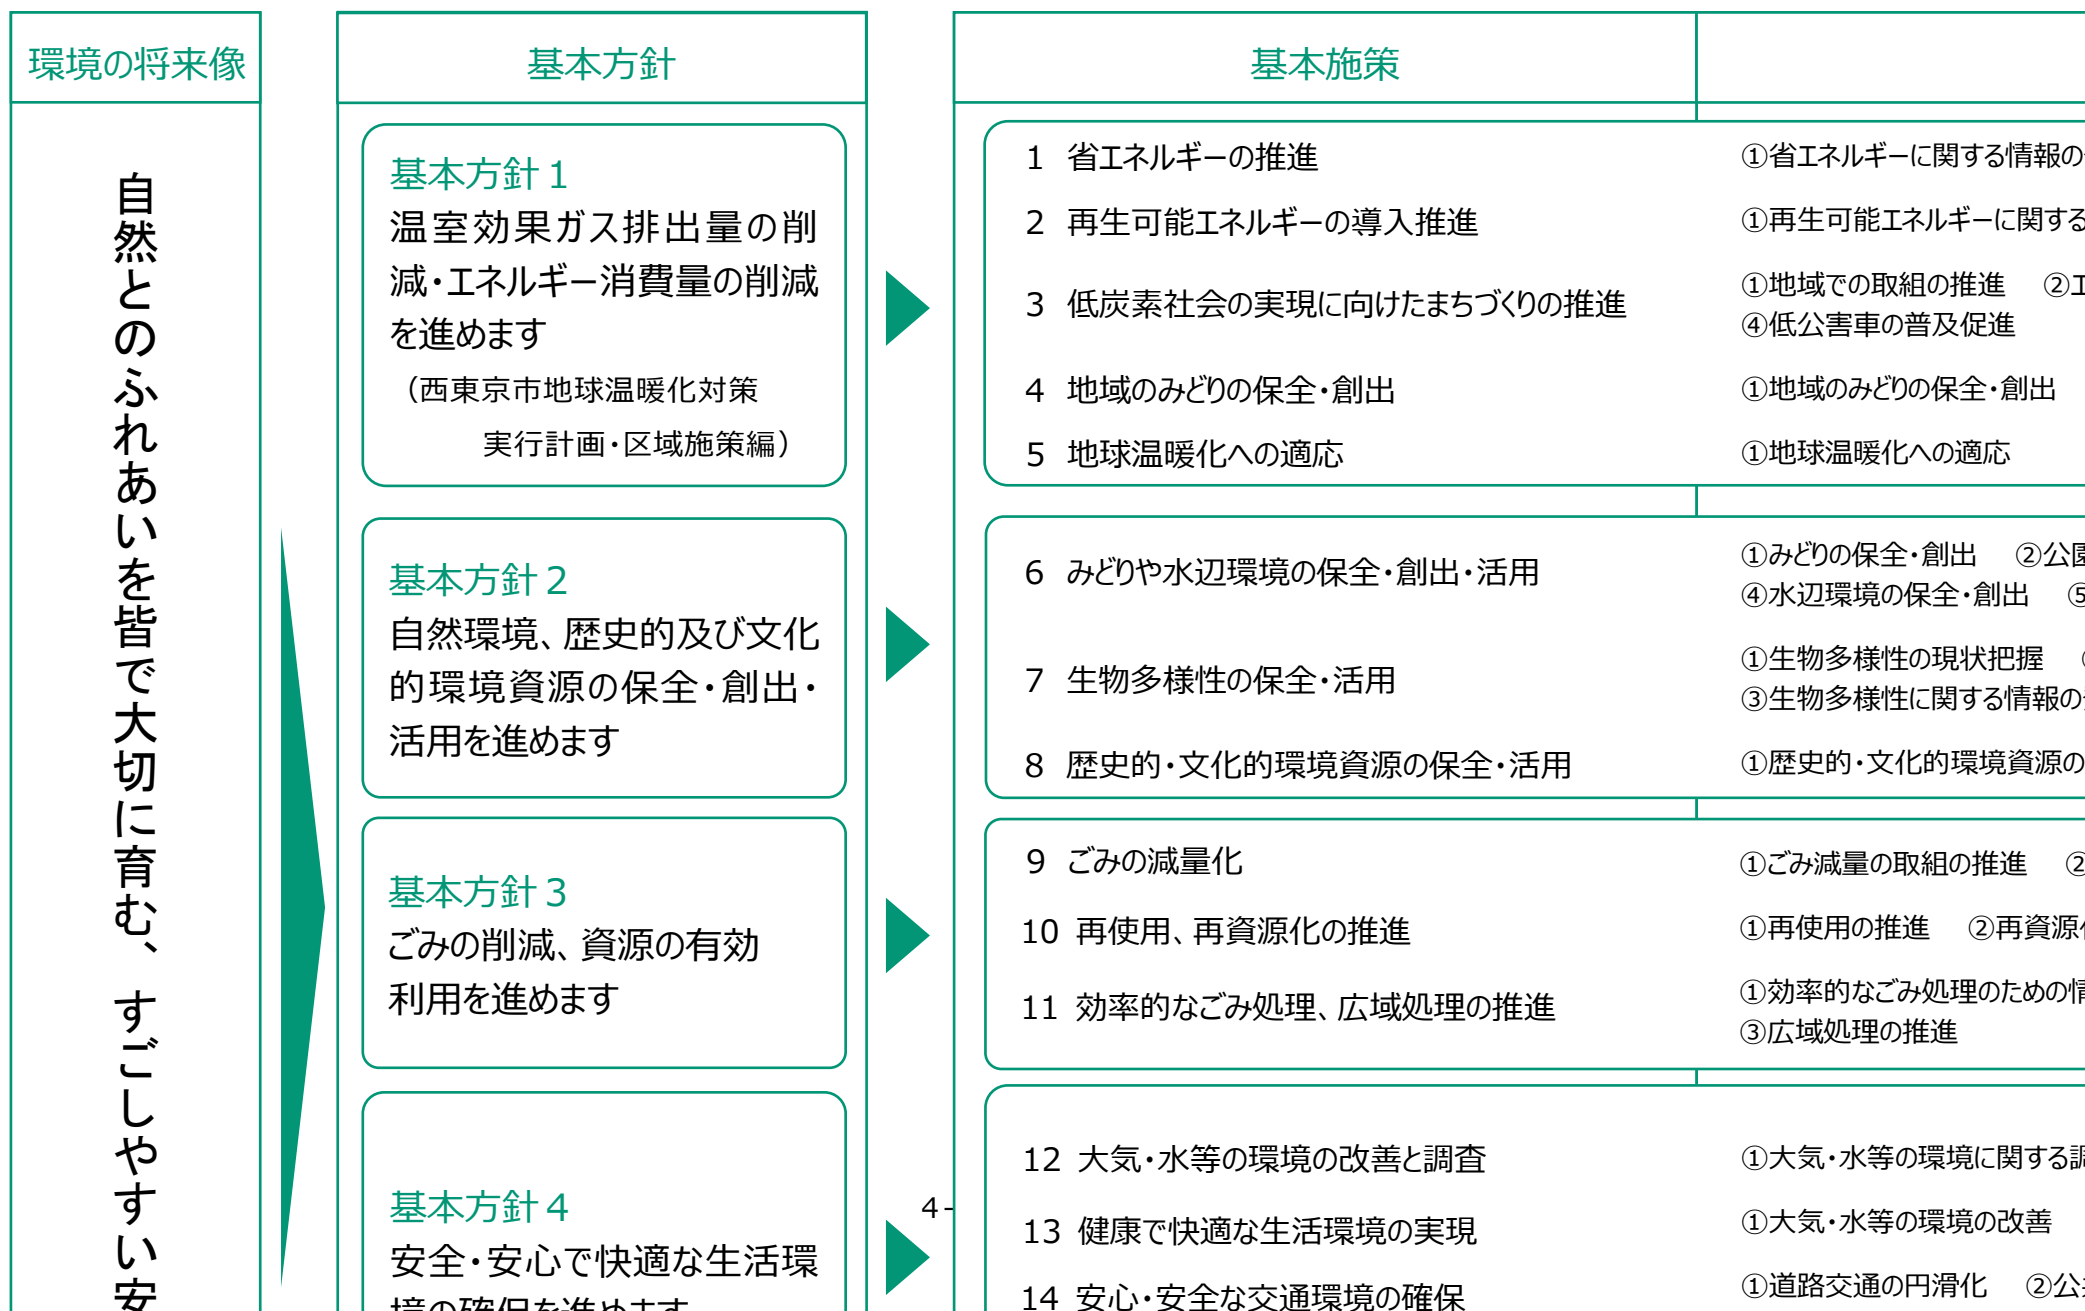 環境の将来像
自然とのふれあいを皆で大切に育む、すごしやすい安
基本方針
基本方針1
温室効果ガス排出量の削
減・エネルギー消費量の削減
を進めます
(西東京市地球温暖化対策
実行計画・区域施策編)
基本方針2
自然環境、歴史的及び文化
的環境資源の保全・創出・
活用を進めます
基本方針3
ごみの削減、資源の有効
利用を進めます
基本方針4
安全・安心で快適な生活環
境の確保を進めます
4-
基本施策
1 省エネルギーの推進
①省エネルギーに関する情報の
2 再生可能エネルギーの導入推進
①再生可能エネルギーに関する
3 低炭素社会の実現に向けたまちづくりの推進
①地域での取組の推進 ②エ
④低公害車の普及促進
4 地域のみどりの保全・創出
①地域のみどりの保全・創出
5 地球温暖化への適応
①地球温暖化への適応
6 みどりや水辺環境の保全・創出・活用
①みどりの保全・創出 ②公園
④水辺環境の保全・創出 ⑤
7 生物多様性の保全・活用
①生物多様性の現状把握
③生物多様性に関する情報の
8 歴史的・文化的環境資源の保全・活用
①歴史的・文化的環境資源の
9 ごみの減量化
①ごみ減量の取組の推進 ②
10 再使用、再資源化の推進
①再使用の推進 ②再資源化
11 効率的なごみ処理、広域処理の推進
①効率的なごみ処理のための情
③広域処理の推進
12 大気・水等の環境の改善と調査
①大気・水等の環境に関する調
13 健康で快適な生活環境の実現
①大気・水等の環境の改善
14 安心・安全な交通環境の確保
①道路交通の円滑化 ②公共